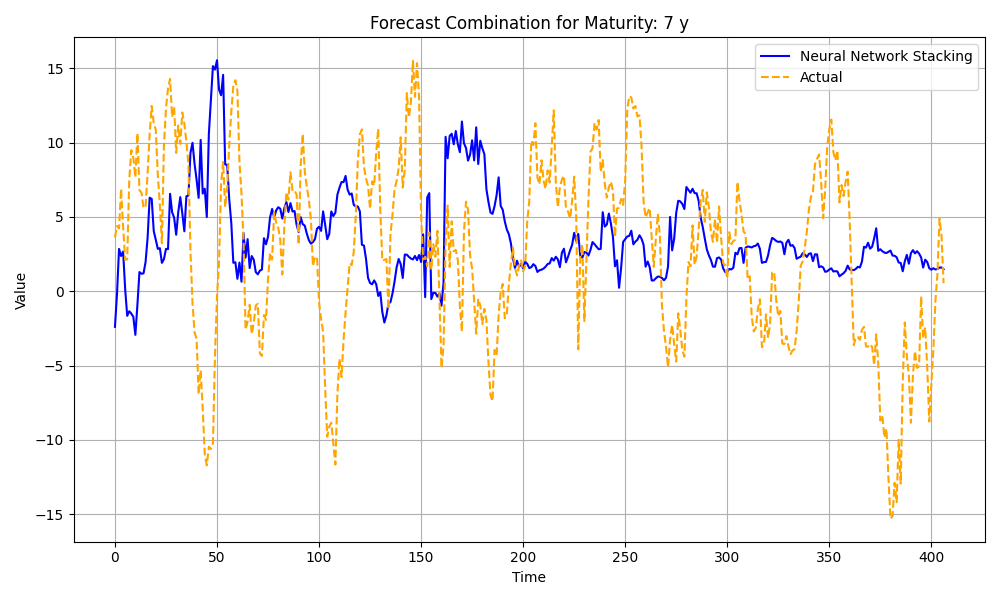 Forecast Combination for Maturity: 7 y
Neural Network Stacking
Actual
Value
15
10
5
0
−5
−10
−15
0 50 100 150 200 250 300 350 400
Time